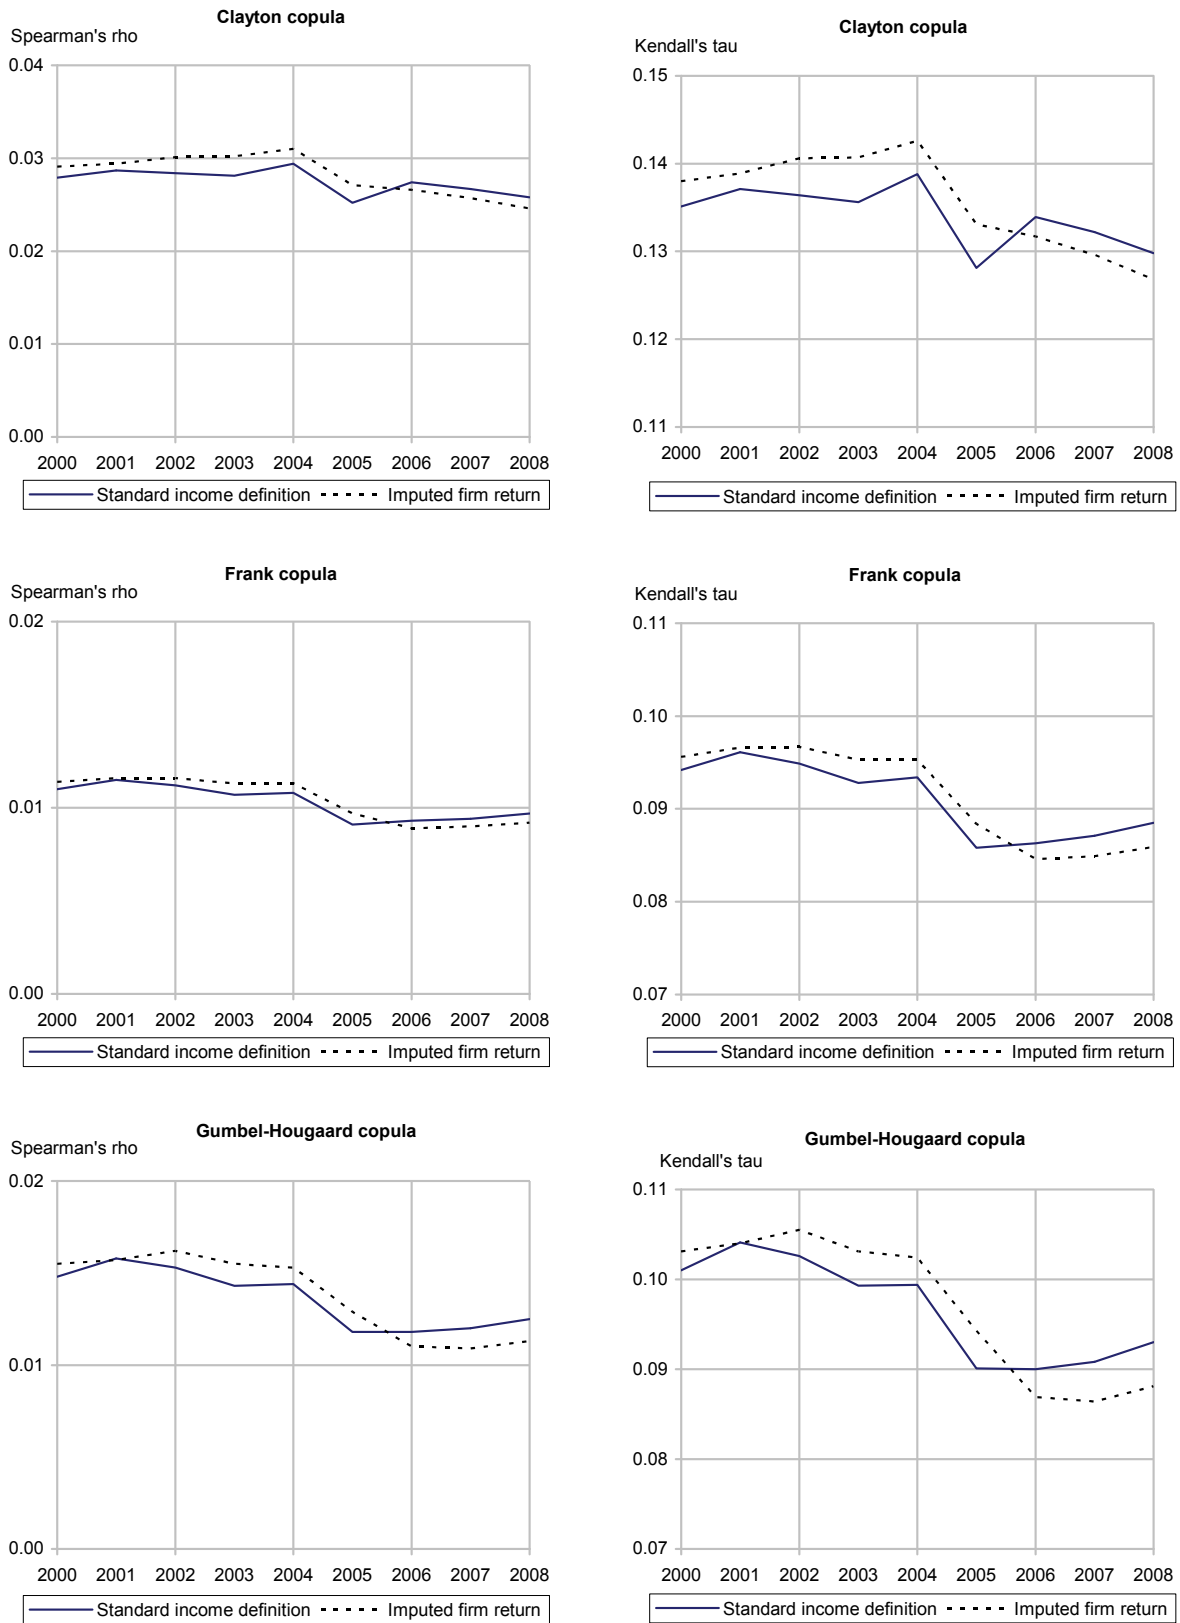 Clayton copula
Spearman's rho
0.04
0.03
0.02
0.01
0.00
2000 2001 2002 2003 2004 2005 2006 2007 2008
Standard income definition Imputed firm return
Clayton copula
Kendall's tau
0.15
0.14
0.13
0.12
0.11
2000 2001 2002 2003 2004 2005 2006 2007 2008
Standard income definition Imputed firm return
Frank copula
Spearman's rho
0.02
0.01
0.00
2000 2001 2002 2003 2004 2005 2006 2007 2008
Standard income definition Imputed firm return
Frank copula
Kendall's tau
0.11
0.10
0.09
0.08
0.07
2000 2001 2002 2003 2004 2005 2006 2007 2008
Standard income definition Imputed firm return
Gumbel-Hougaard copula
Spearman's rho
0.02
0.01
0.00
2000 2001 2002 2003 2004 2005 2006 2007 2008
Standard income definition Imputed firm return
Gumbel-Hougaard copula
Kendall's tau
0.11
0.10
0.09
0.08
0.07
2000 2001 2002 2003 2004 2005 2006 2007 2008
Standard income definition Imputed firm return